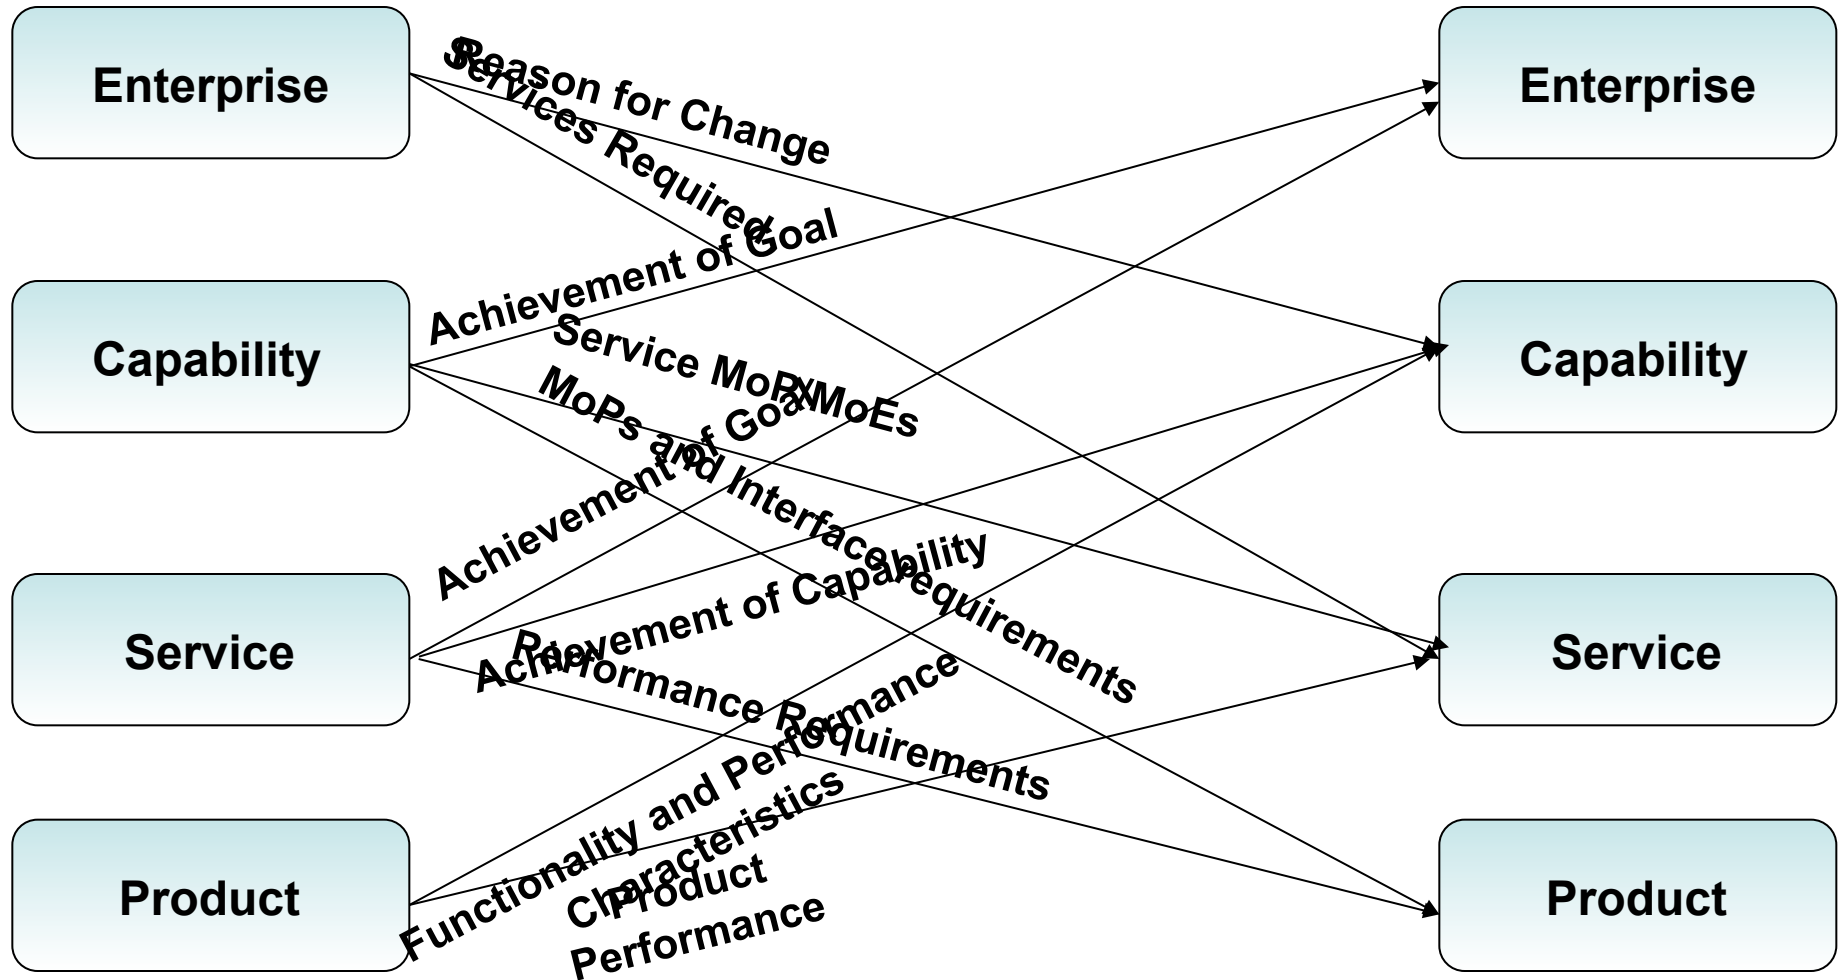 Enterprise
Enterprise
Reason for Change
Services Required
Achievement of Goal
Capability
Capability
Service MoP/MoEs
MoPs and Interface requirements
Achievement of Goal
Achievement of Capability
Service
Service
Performance Requirements
Functionality and Performance
Characteristics
Product
Performance
Product
Product